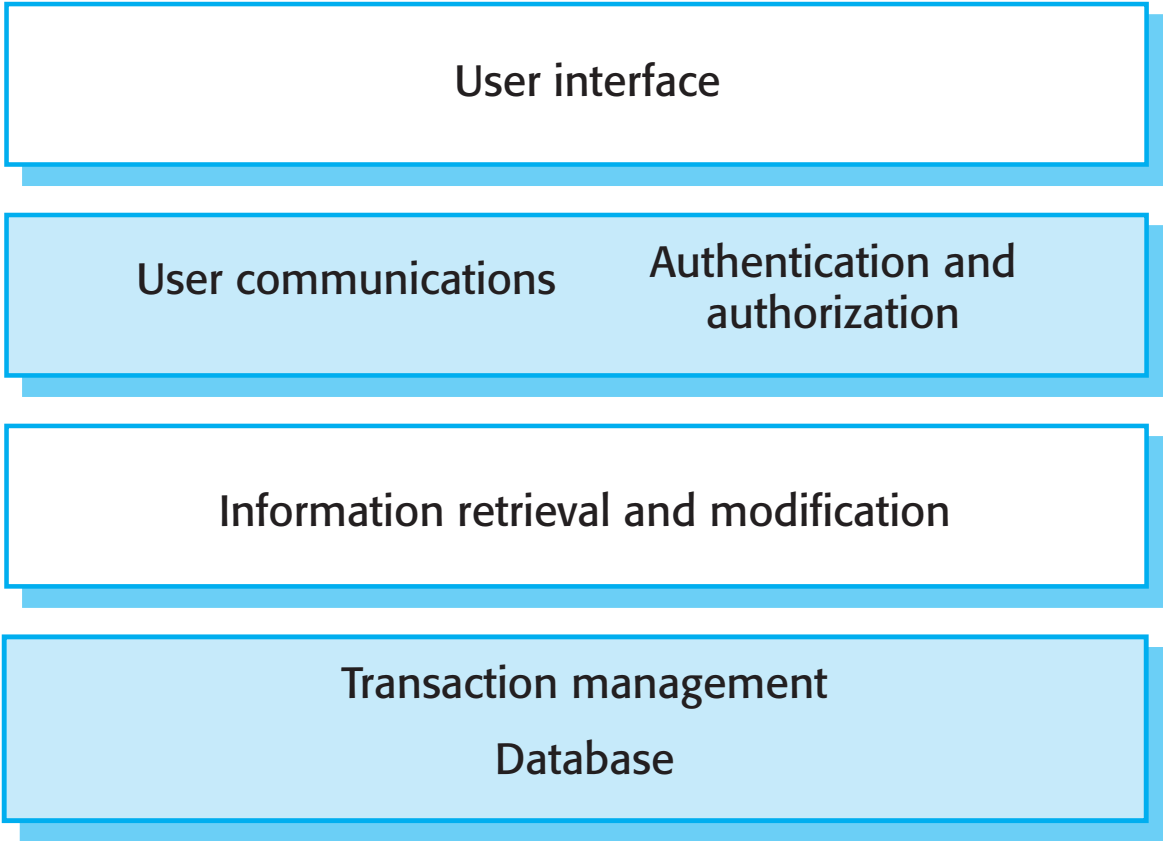 User interface
User communications
Authentication and
authorization
Information retrieval and modification
Transaction management
Database